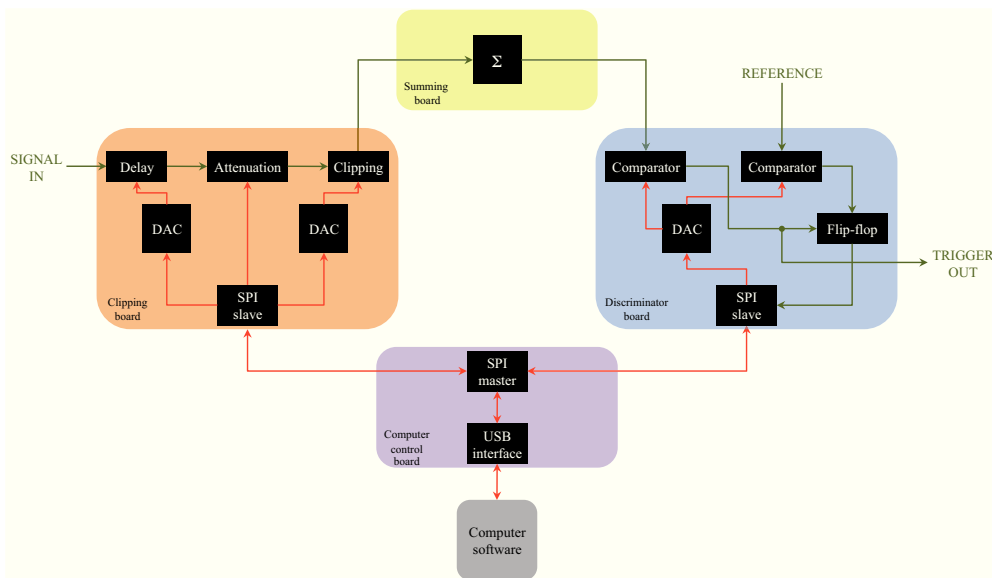 Σ
Summing
board
REFERENCE
SIGNAL
IN
Delay
Attenuation
Clipping
DAC
DAC
SPI
slave
Clipping
board
Comparator
Comparator
DAC
Flip-flop
TRIGGER
OUT
SPI
slave
Discriminator
board
SPI
master
USB
interface
Computer
control
board
Computer
software